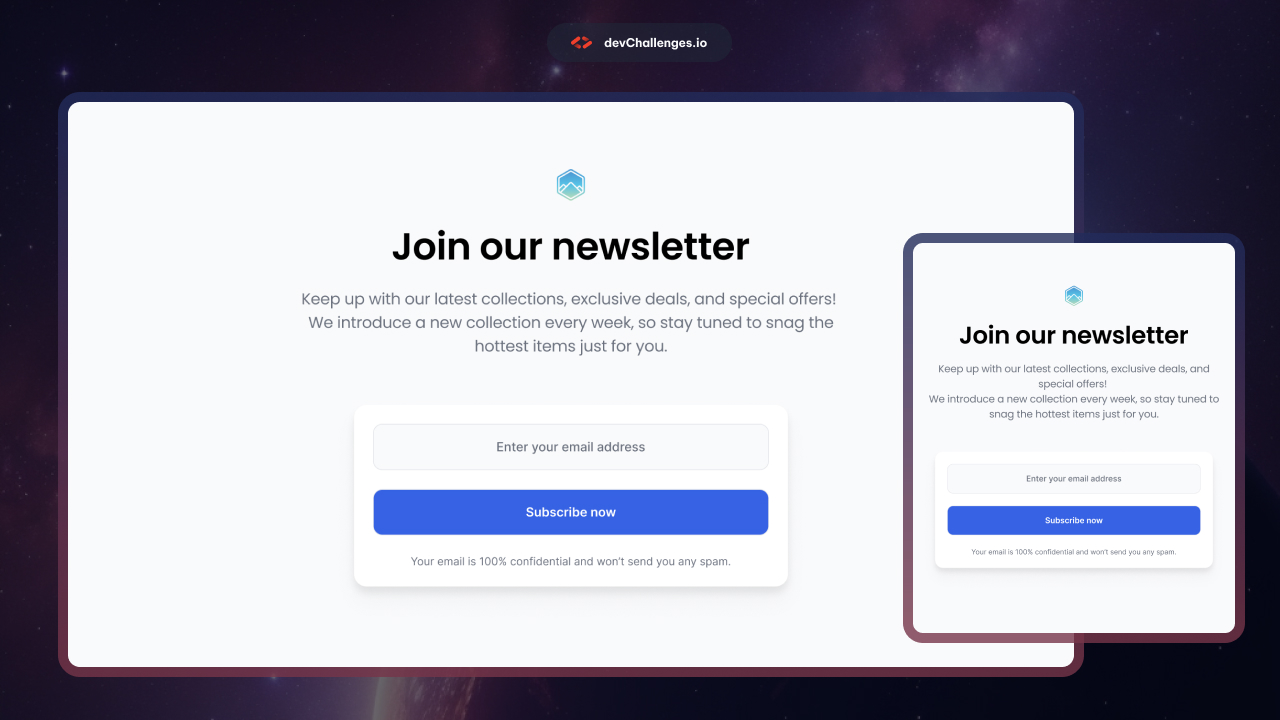 devChallenges.io
Join our newsletter
Keep up with our latest collections, exclusive deals, and special offers!
We introduce a new collection every week, so stay tuned to snag the
hottest items just for you.
Enter your email address
Subscribe now
Your email is 100% confidential and won't send you any spam.
Join our newsletter
Keep up with our latest collections, exclusive deals, and
special offers!
We introduce a new collection every week, so stay tuned to
snag the hottest items just for you.
Enter your email address
Subscribe now
Your email is 100% confidential and won't send you any spam.